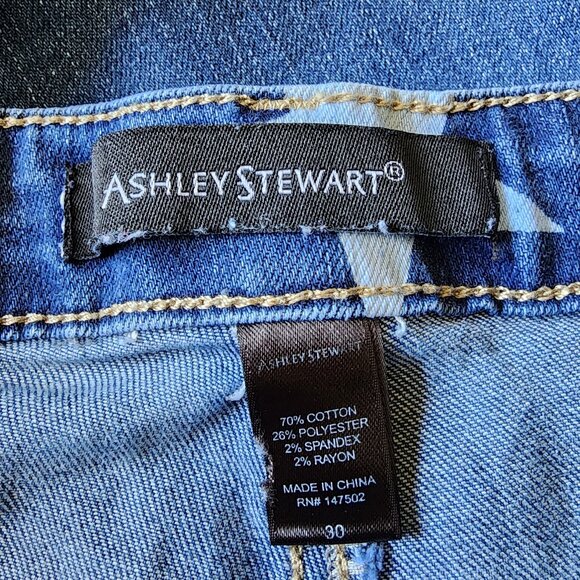 ASHLEY STEWART®
ASHLEY STEWART
70% COTTON
26% POLYESTER
2% SPANDEX
2% RAYON
MADE IN CHINA
RN# 147502
30